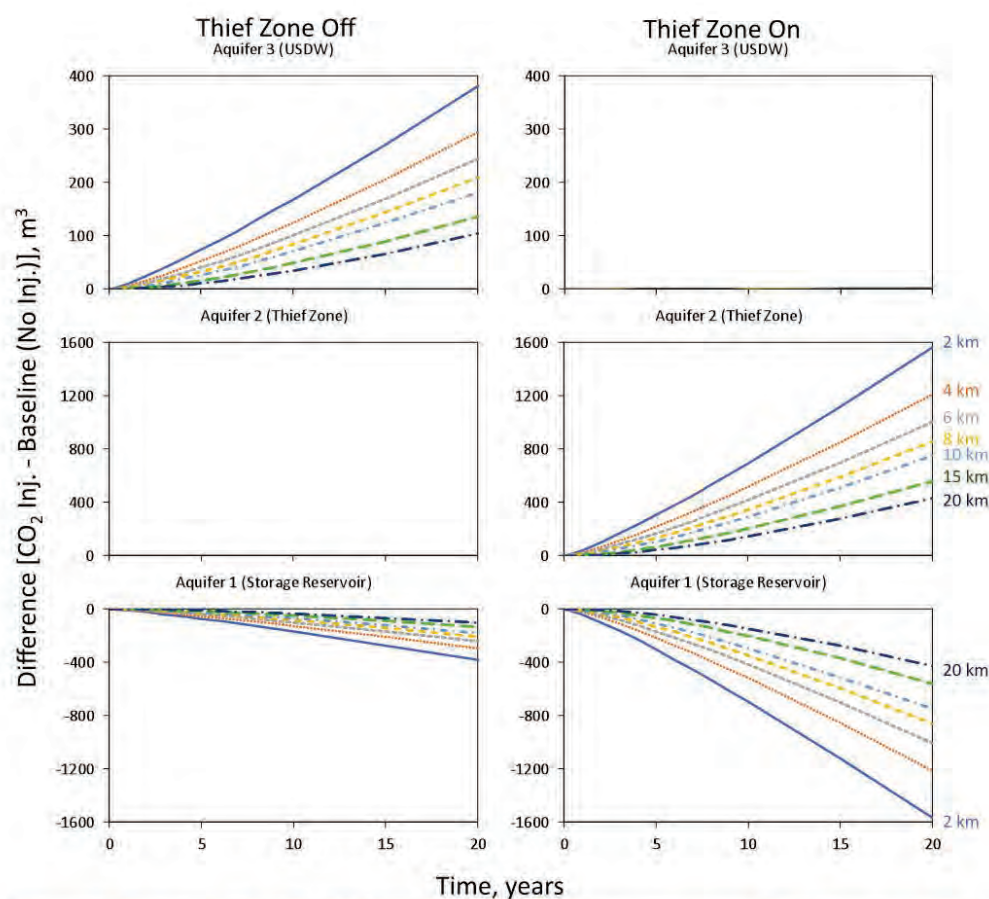 Thief Zone Off
Aquifer 3 (USDW)
400
300
200
100
0
Thief Zone On
Aquifer 3 (USDW)
400
300
200
100
0
Difference [CO₂ Inj. - Baseline (No Inj.)], m³
Aquifer 2 (Thief Zone)
1600
1200
800
400
0
Aquifer 2 (Thief Zone)
1600
1200
800
400
0
2 km
4 km
6 km
8 km
10 km
15 km
20 km
Aquifer 1 (Storage Reservoir)
0
-400
-800
-1200
-1600
0 5 10 15 20
Aquifer 1 (Storage Reservoir)
0
-400
-800
-1200
-1600
0 5 10 15 20
20 km
2 km
Time, years